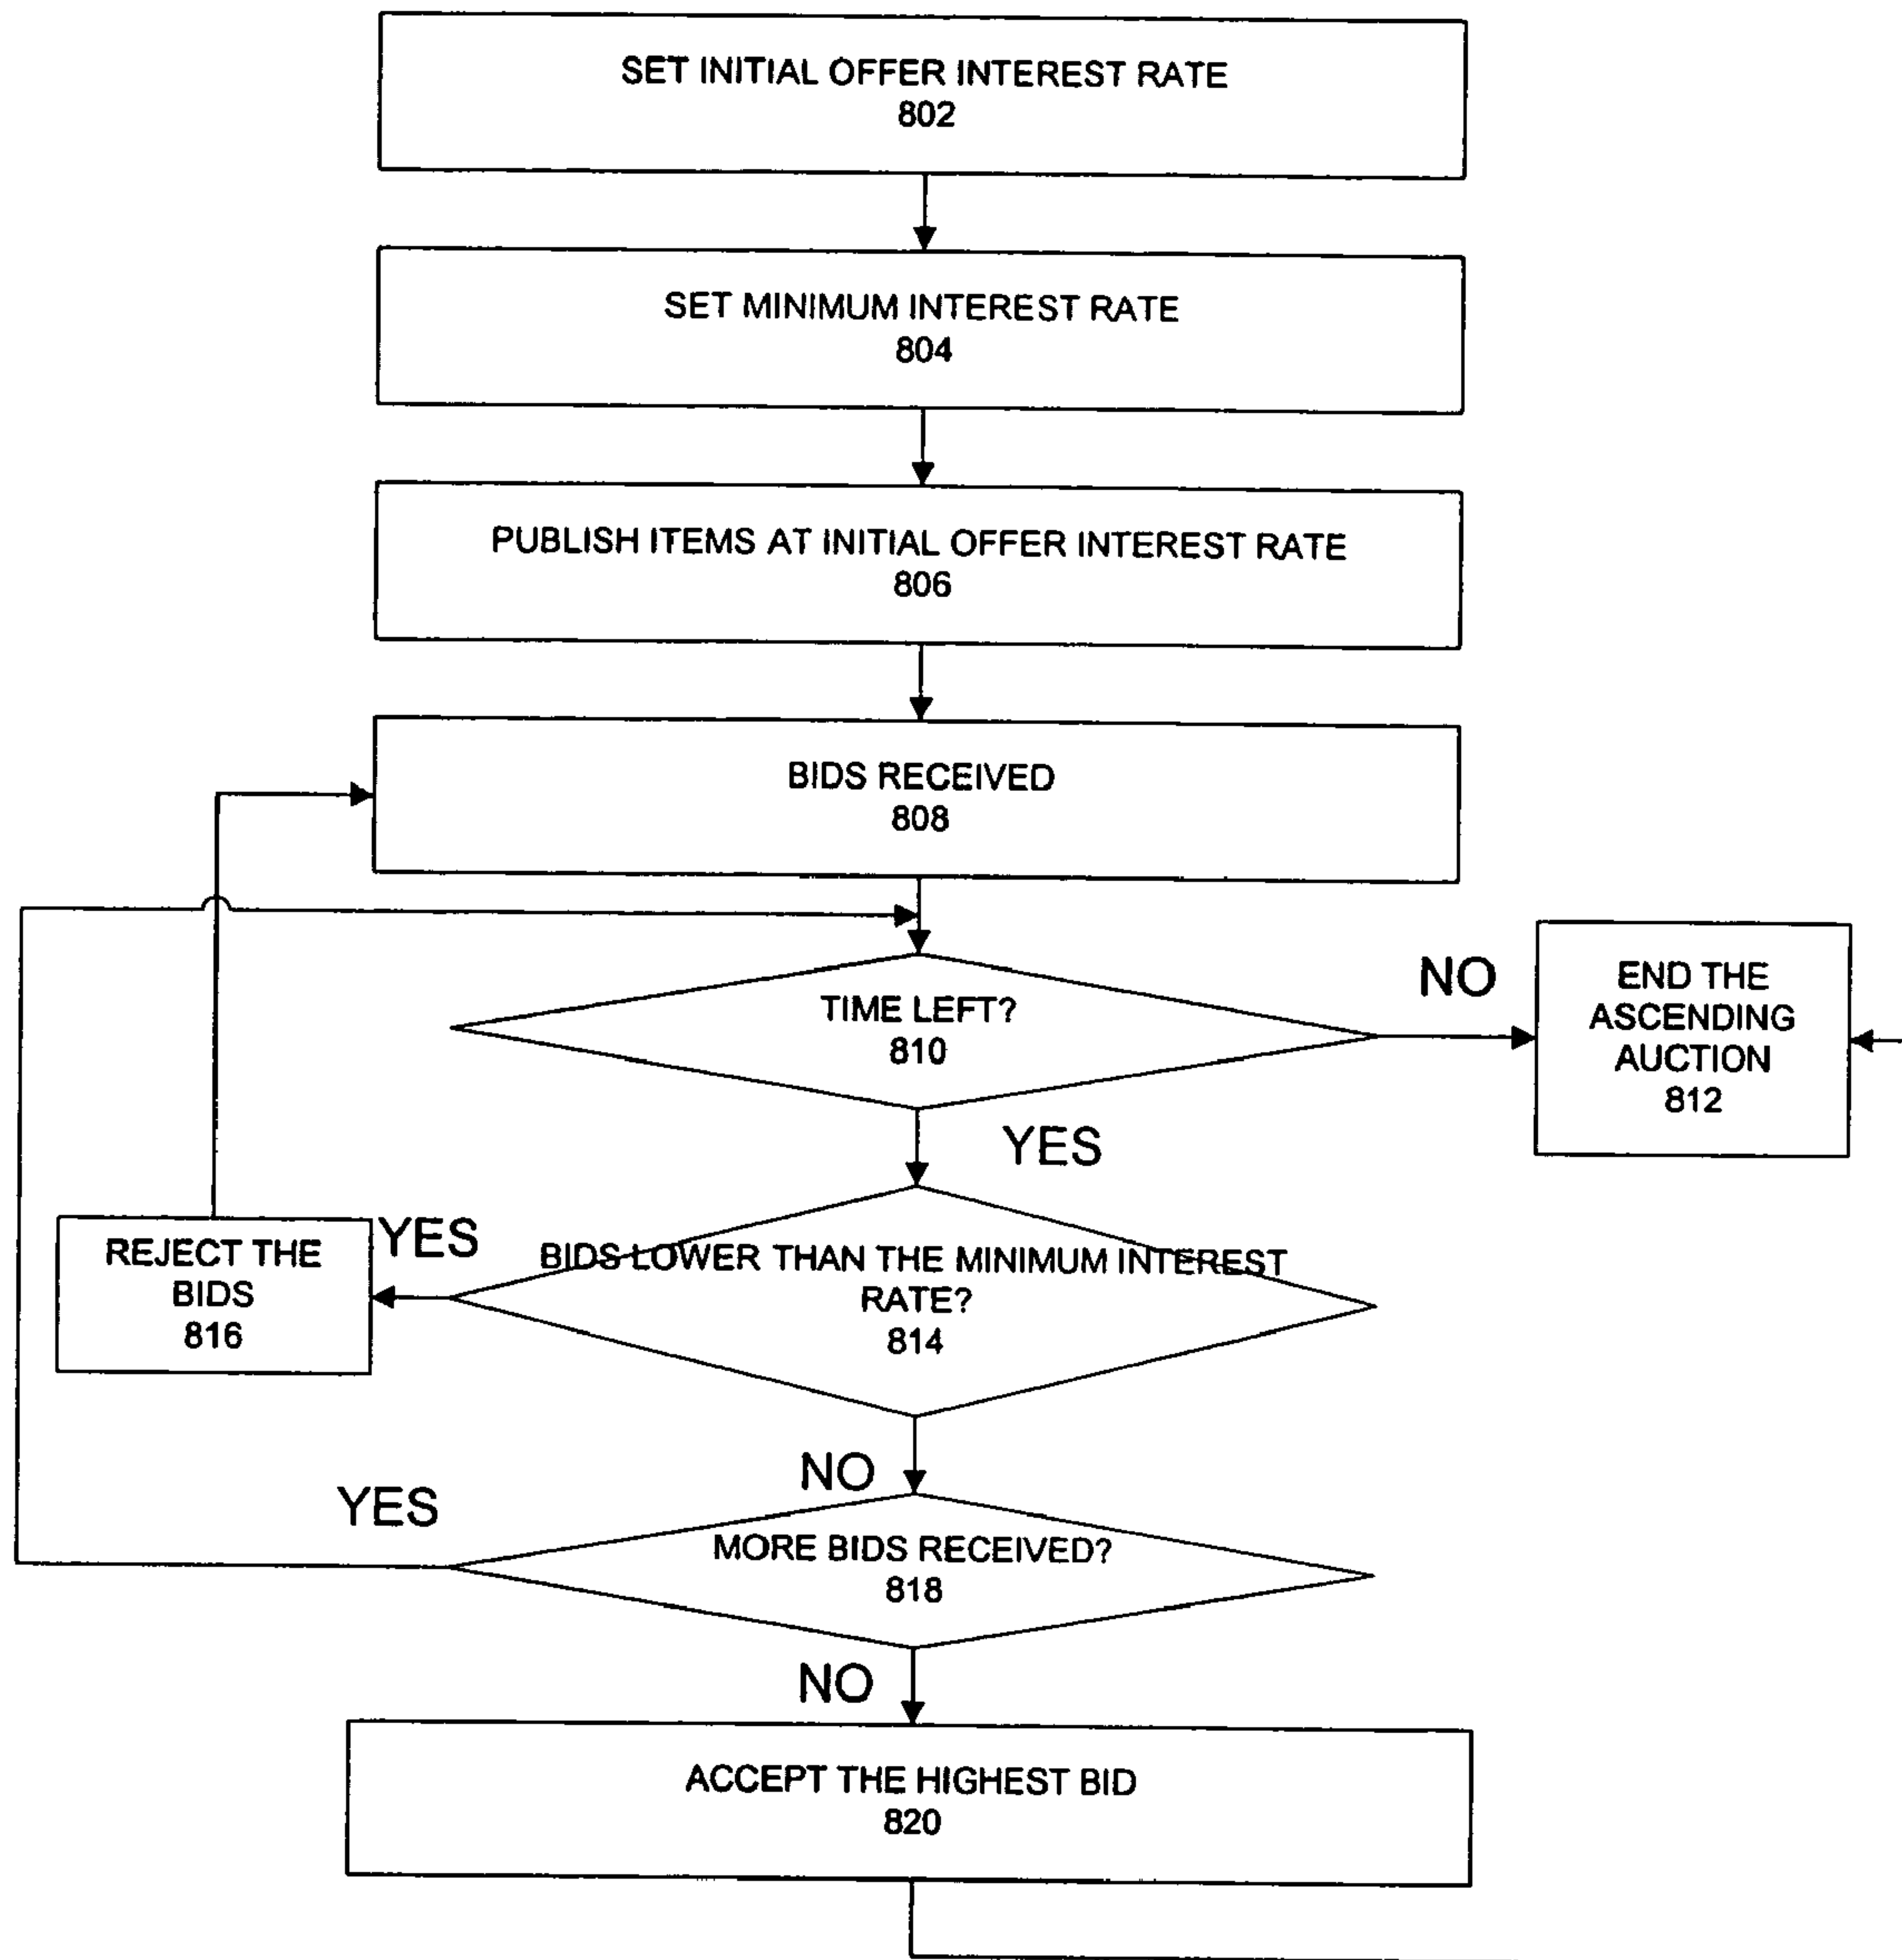 SET INITIAL OFFER INTEREST RATE
802
SET MINIMUM INTEREST RATE
804
PUBLISH ITEMS AT INITIAL OFFER INTEREST RATE
806
BIDS RECEIVED
808
TIME LEFT?
810
NO
END THE
ASCENDING
AUCTION
812
YES
BIDS LOWER THAN THE MINIMUM INTEREST
RATE?
814
YES
REJECT THE
BIDS
816
NO
MORE BIDS RECEIVED?
818
YES
NO
ACCEPT THE HIGHEST BID
820